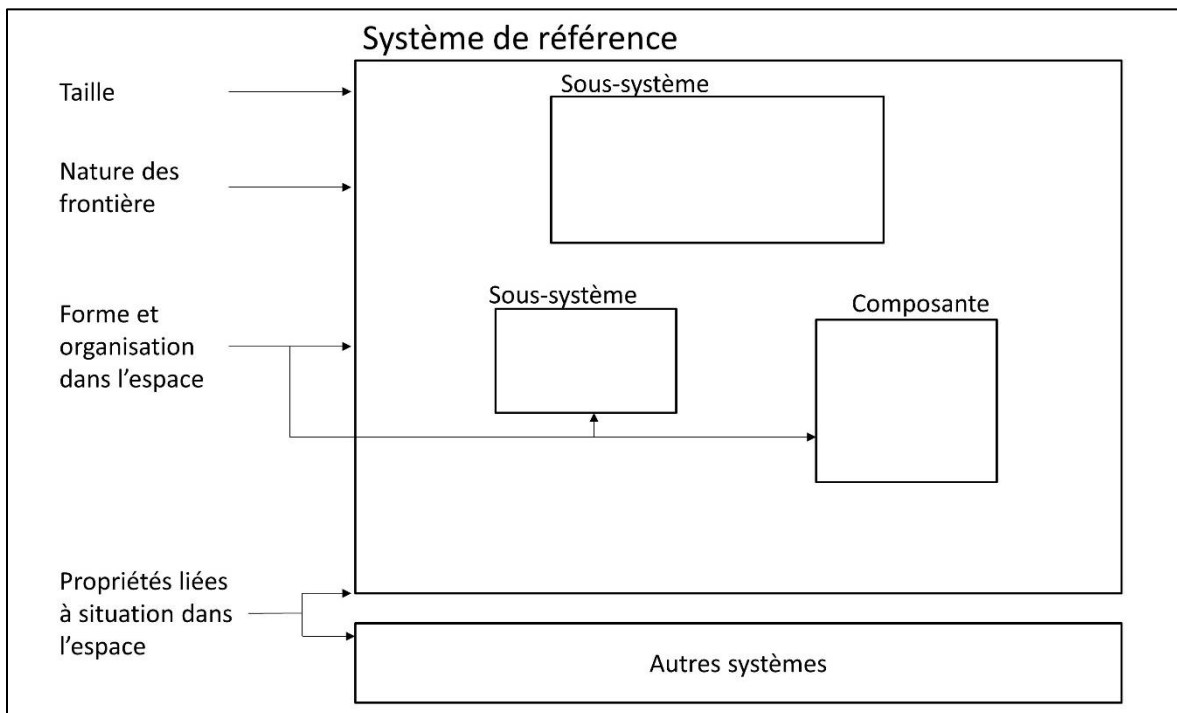 Système de référence
Taille
Sous-système
Nature des
frontière
Sous-système
Composante
Forme et
organisation
dans l’espace
Propriétés liées
à situation dans
l’espace
Autres systèmes